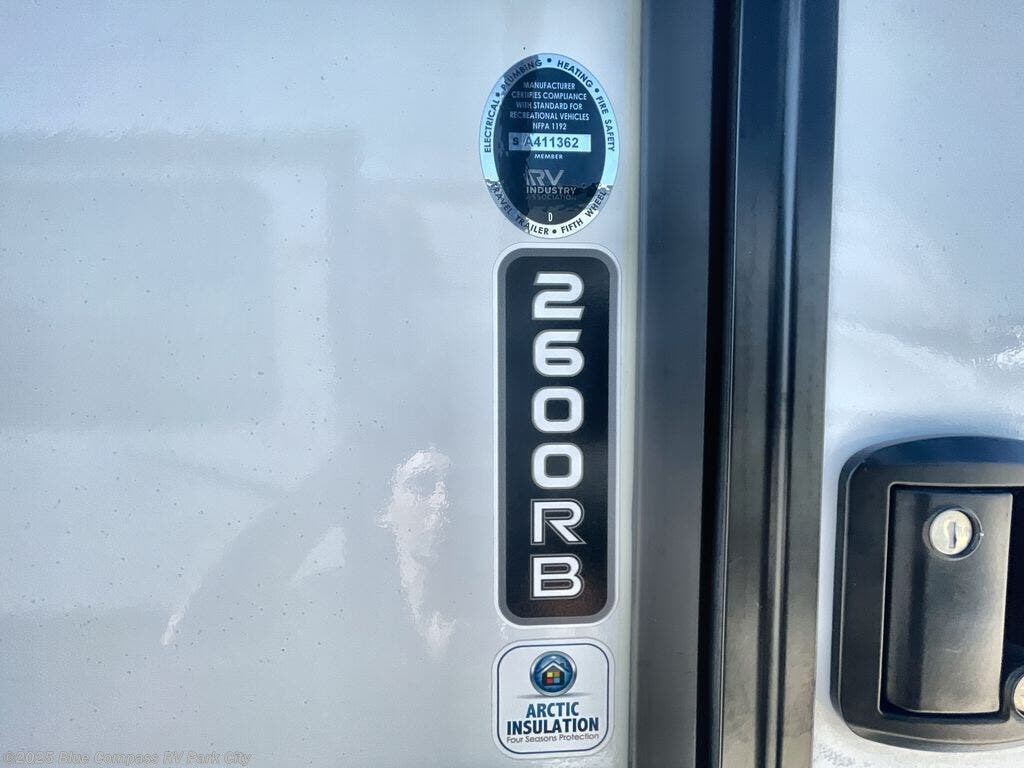 ELECTRICAL • PLUMBING • HEATING • FIRE SAFETY
MANUFACTURER
CERTIFIES COMPLIANCE
WITH STANDARD FOR
RECREATIONAL VEHICLES
NFPA 1192
S A411362
MEMBER
RV
INDUSTRY
ASSOCIATION
D
TRAVEL TRAILER • FIFTH WHEEL
2600RB
ARCTIC
INSULATION
Four Seasons Protection
©2025 Blue Compass RV Park City